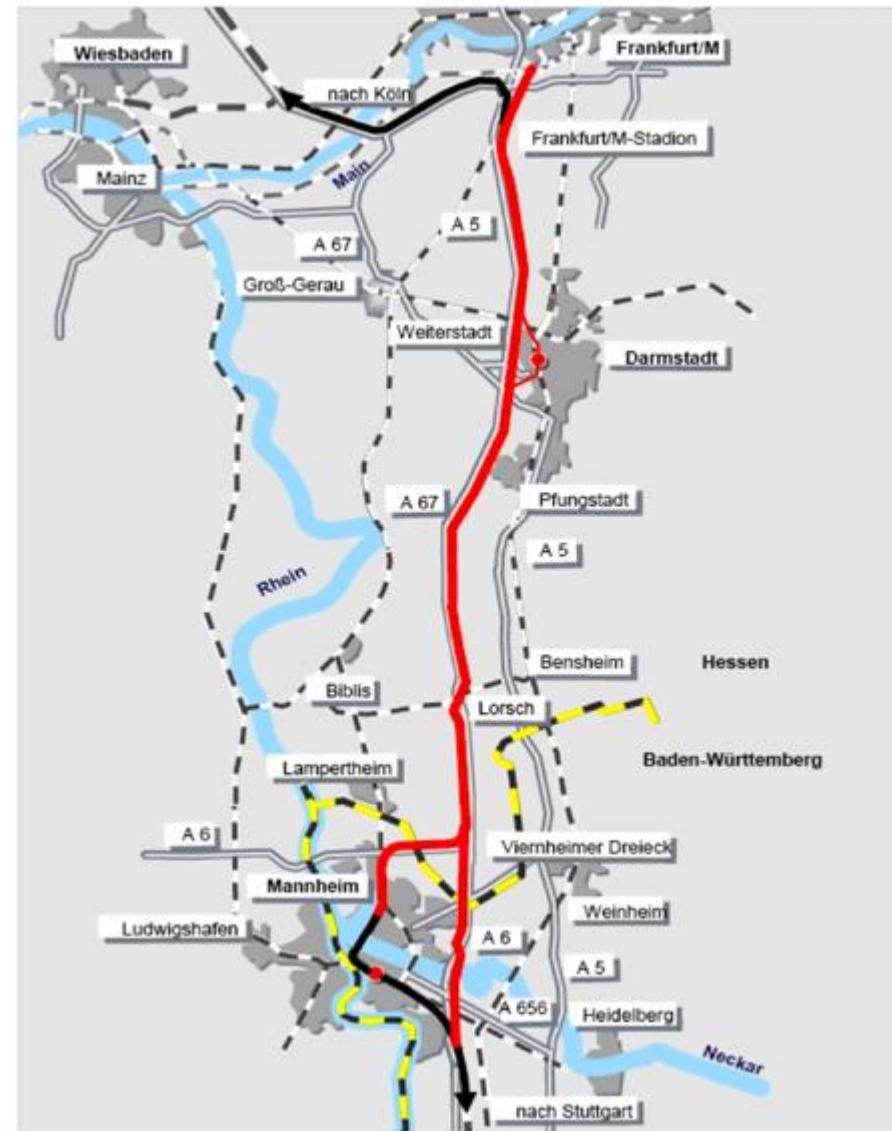 Wiesbaden
Frankfurt/M
nach Köln
Frankfurt/M-Stadion
Main
Mainz
A 5
A 67
Groß-Gerau
Weiterstadt
Darmstadt
A 67
Pfungstadt
A 5
Rhein
Bensheim
Hessen
Biblis
Lorsch
Baden-Württemberg
Lampertheim
A 6
Viernheimer Dreieck
Mannheim
Weinheim
Ludwigshafen
A 6
A 5
A 656
Heidelberg
Neckar
nach Stuttgart